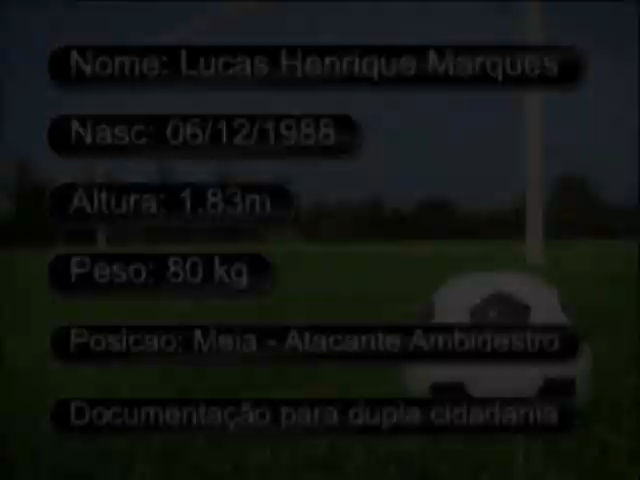 Nome: Lucas Henrique Marques
Nasc: 06/12/1988
Altura: 1.83m
Peso: 80 kg
Posicao: Meia - Atacante Ambidestro
Documentação para dupla cidadania